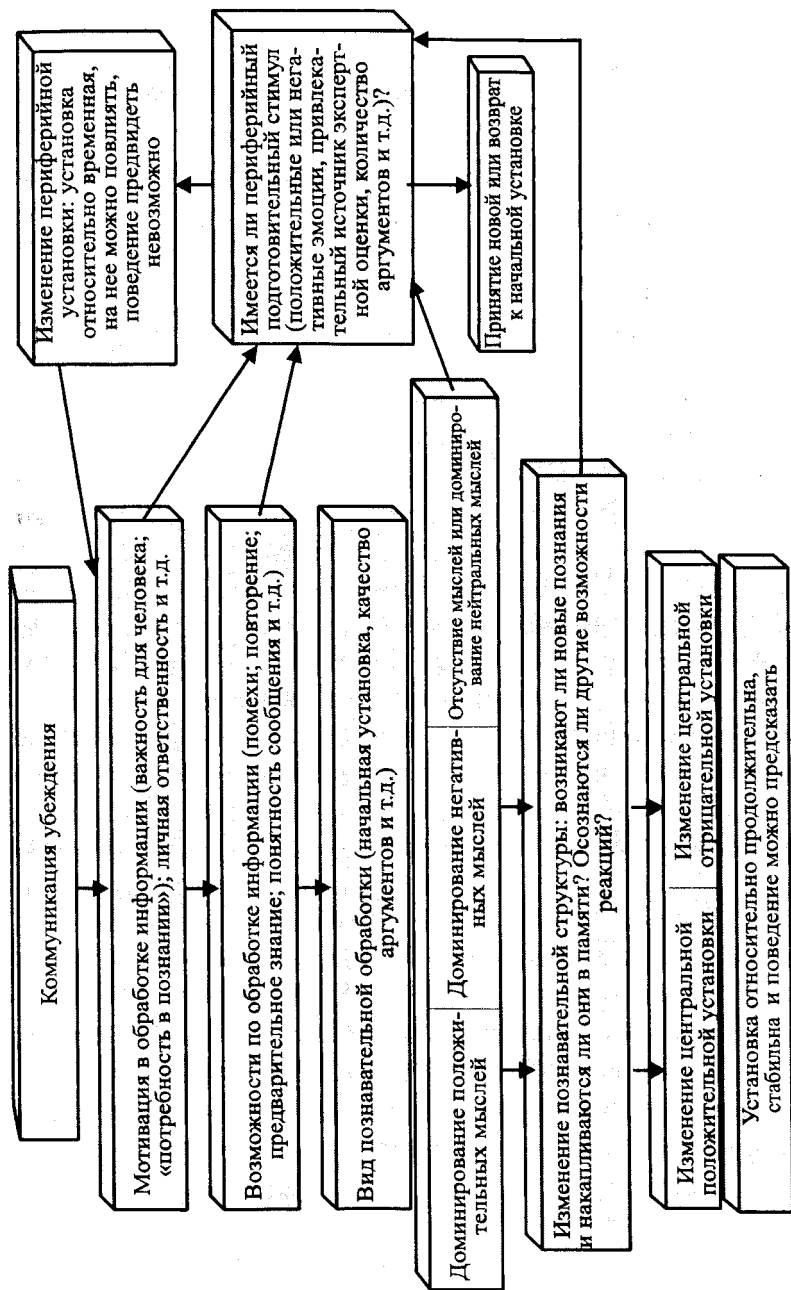 Коммуникация убеждения
Мотивация в обработке информации (важность для человека;
«потребность в познании»); личная ответственность и т.д.
Возможности по обработке информации (помехи; повторение;
предварительное знание; понятность сообщения и т.д.)
Вид познавательной обработки (начальная установка, качество
аргументов и т.д.)
Доминирование положи-
тельных мыслей
Доминирование негатив-
ных мыслей
Отсутствие мыслей или доминиро-
вание нейтральных мыслей
Изменение познавательной структуры: возникают ли новые познания
и накапливаются ли они в памяти? Осознаются ли другие возможности
реакций?
Изменение центральной
положительной установки
Изменение центральной
отрицательной установки
Установка относительно продолжительна,
стабильна и поведение можно предсказать
Изменение периферийной
установки: установка
относительно временная,
на нее можно повлиять,
поведение предвидеть
невозможно
Имеется ли периферийный
подготовительный стимул
(положительные или нега-
тивные эмоции, привлека-
тельный источник эксперт-
ной оценки, количество
аргументов и т.д.)?
Принятие новой или возврат
к начальной установке